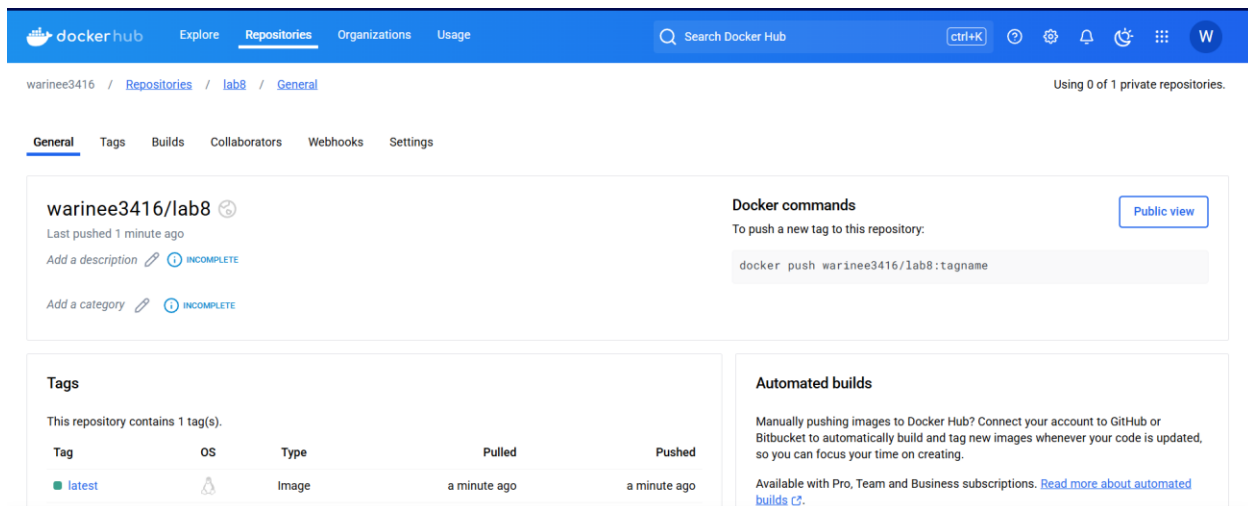 dockerhub Explore Repositories Organizations Usage Search Docker Hub ctrl+K W
warinee3416 / Repositories / lab8 / General Using 0 of 1 private repositories.
General Tags Builds Collaborators Webhooks Settings
warinee3416/lab8
Last pushed 1 minute ago
Add a description INCOMPLETE
Add a category INCOMPLETE
Docker commands
Public view
To push a new tag to this repository:
docker push warinee3416/lab8:tagname
Tags
This repository contains 1 tag(s).
Tag OS Type Pulled Pushed
latest Image a minute ago a minute ago
Automated builds
Manually pushing images to Docker Hub? Connect your account to GitHub or
Bitbucket to automatically build and tag new images whenever your code is updated,
so you can focus your time on creating.
Available with Pro, Team and Business subscriptions. Read more about automated
builds.